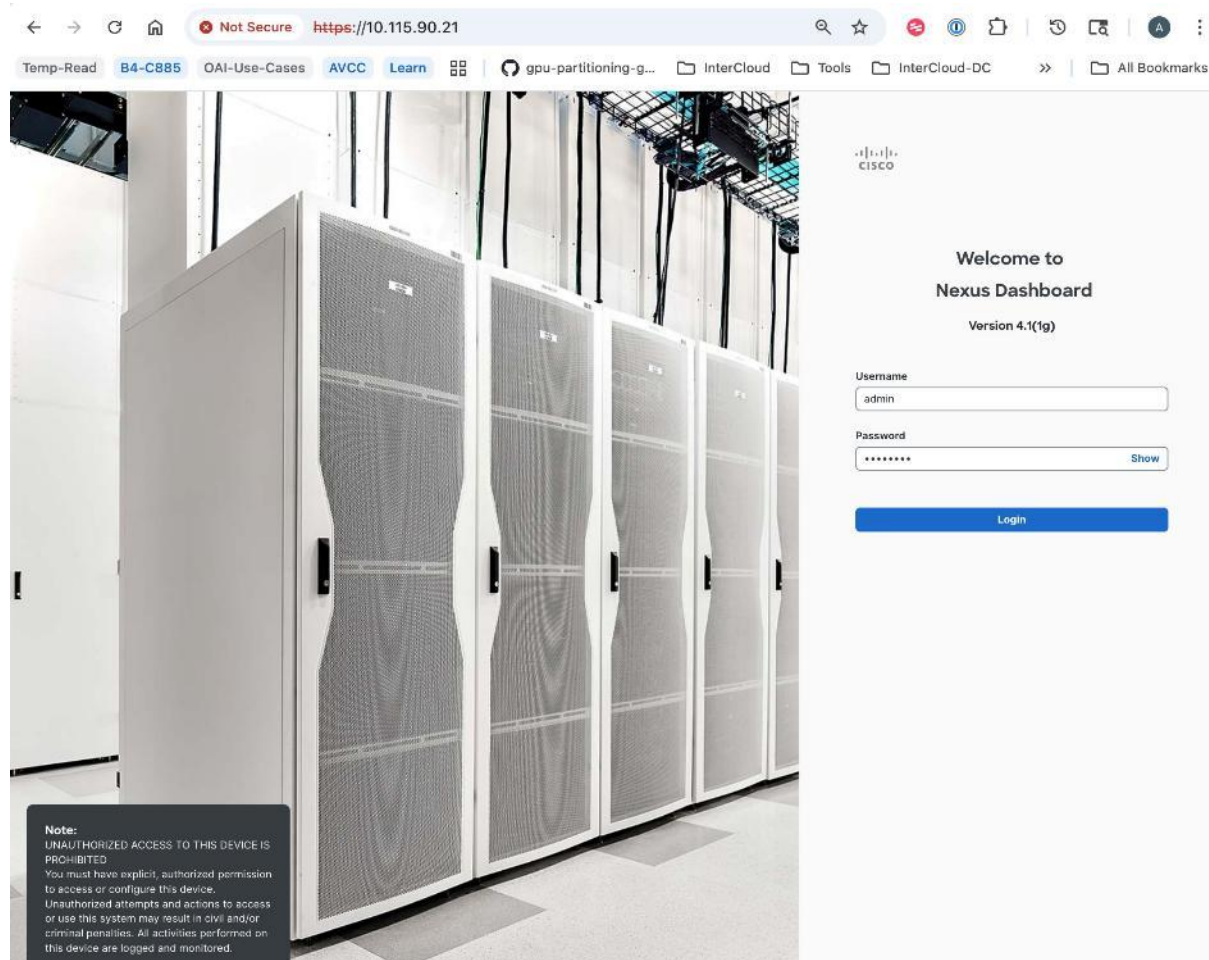 Not Secure https://10.115.90.21
A
Temp-Read B4-C885 OAI-Use-Cases AVCC Learn gpu-partitioning-g... InterCloud Tools InterCloud-DC >> All Bookmarks
CISCO
Welcome to
Nexus Dashboard
Version 4.1(1g)
Username
admin
Password
•••••••• Show
Login
Note:
UNAUTHORIZED ACCESS TO THIS DEVICE IS
PROHIBITED
You must have explicit, authorized permission
to access or configure this device.
Unauthorized attempts and actions to access
or use this system may result in civil and/or
criminal penalties. All activities performed on
this device are logged and monitored.